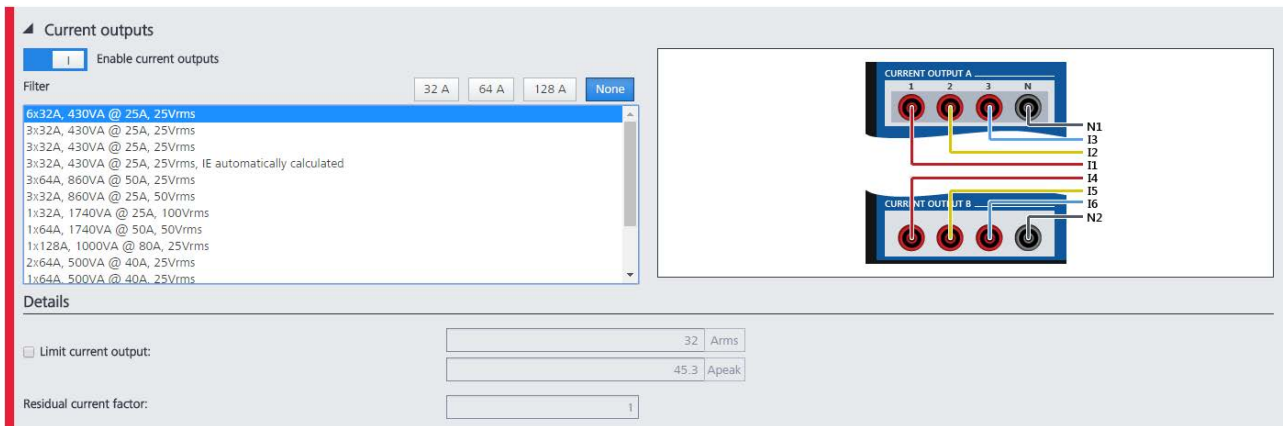 Current outputs
I Enable current outputs
Filter 32 A 64 A 128 A None
6x32A, 430VA @ 25A, 25Vrms
3x32A, 430VA @ 25A, 25Vrms
3x32A, 430VA @ 25A, 25Vrms
3x32A, 430VA @ 25A, 25Vrms, IE automatically calculated
3x64A, 860VA @ 50A, 25Vrms
3x32A, 860VA @ 25A, 50Vrms
1x32A, 1740VA @ 25A, 100Vrms
1x64A, 1740VA @ 50A, 50Vrms
1x128A, 1000VA @ 80A, 25Vrms
2x64A, 500VA @ 40A, 25Vrms
1x64A, 500VA @ 40A, 25Vrms
CURRENT OUTPUT A
1 2 3 N
N1
I3
I2
I1
I4
I5
I6
N2
CURRENT OUTPUT B
Details
Limit current output: 32 Arms
45.3 Apeak
Residual current factor: 1